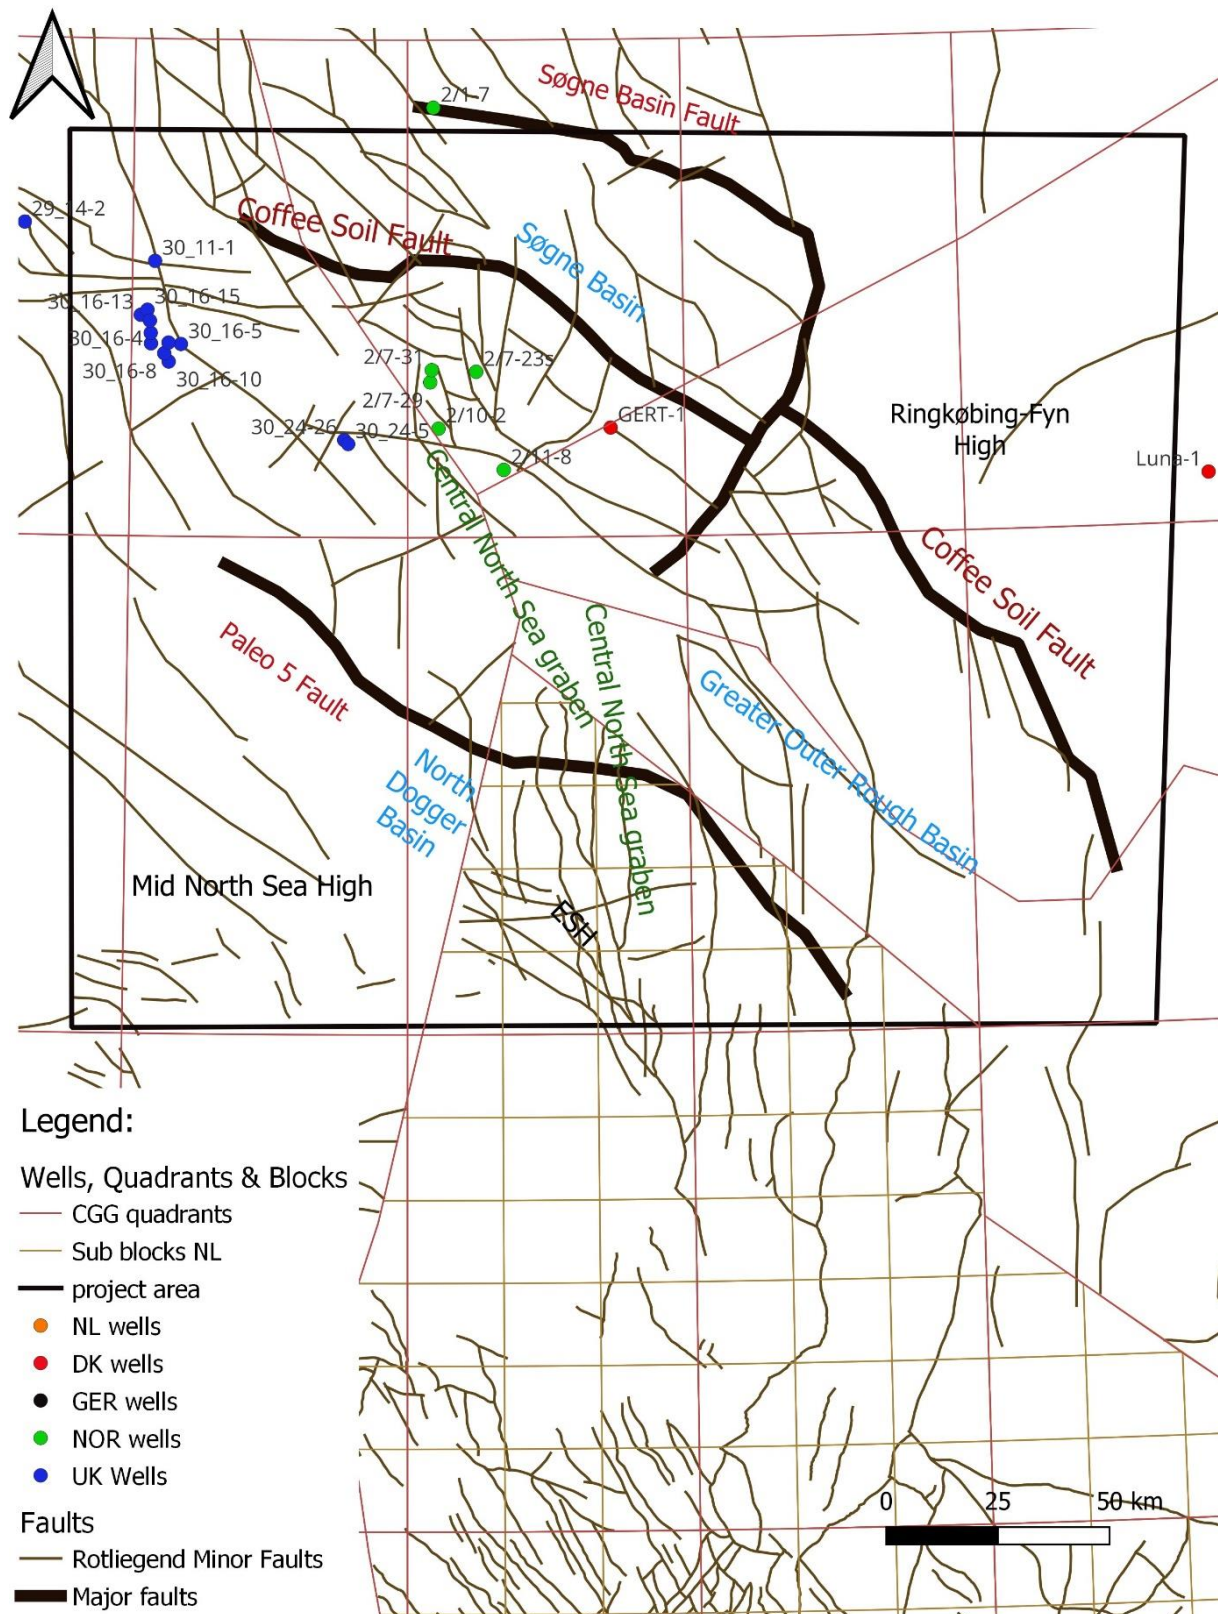 2/1-7
Søgne Basin Fault
29_14-2
Coffee Soil Fault
30_11-1
Søgne Basin
30_16-13
30_16-15
30_16-4
30_16-5
30_16-8
30_16-10
2/7-31
2/7-23s
2/7-29
2/10-2
GERT-1
30_24-26
30_24-5
2/11-8
Ringkøbing-Fyn
High
Luna-1
Central North Sea graben
Coffee Soil Fault
Central North Sea graben
Paleo 5 Fault
Greater Outer Rough Basin
North
Dogger
Basin
Mid North Sea High
ESH
Legend:
Wells, Quadrants & Blocks
CGG quadrants
Sub blocks NL
project area
NL wells
DK wells
GER wells
NOR wells
UK Wells
Faults
Rotliegend Minor Faults
Major faults
0 25 50 km